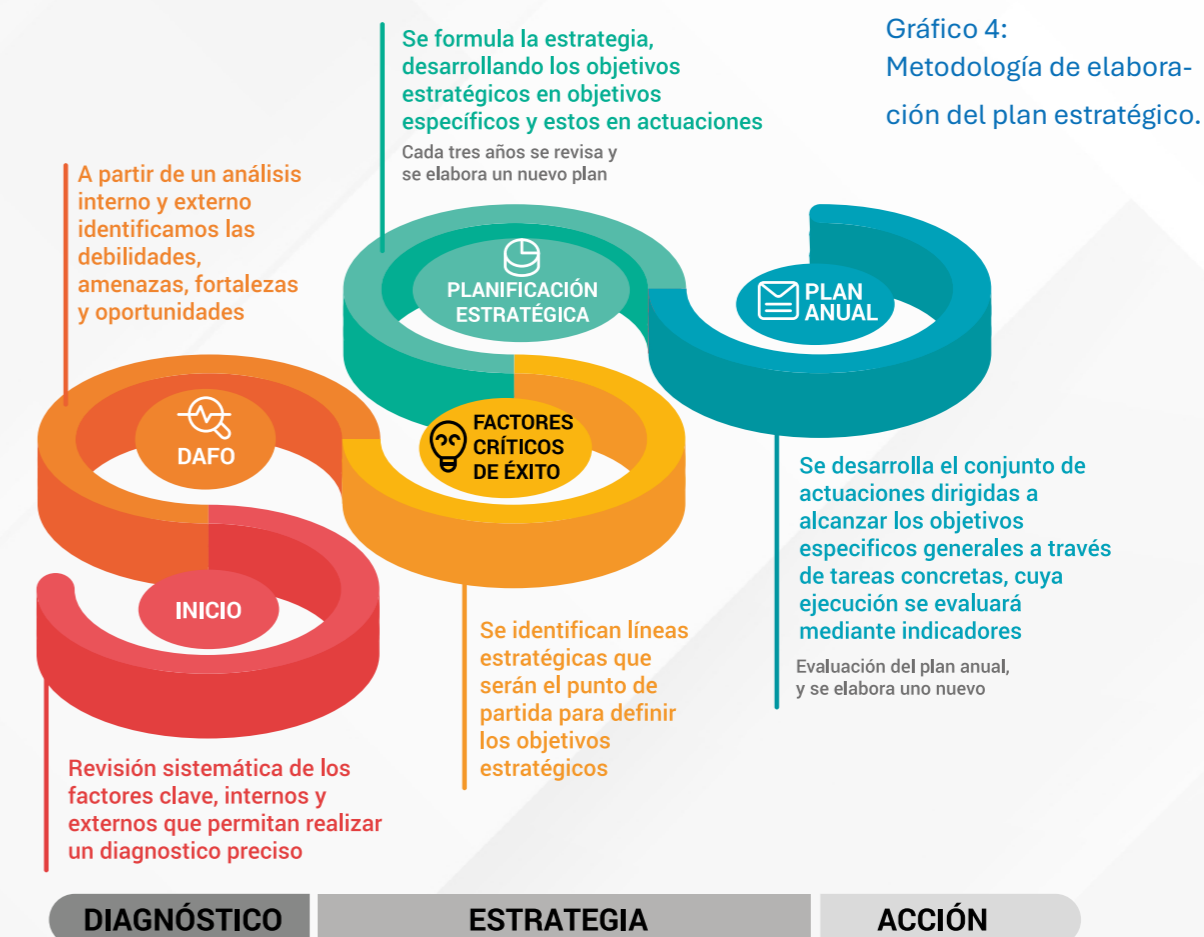 Gráfico 4:
Metodología de elabora-
ción del plan estratégico.
Se formula la estrategia,
desarrollando los objetivos
estratégicos en objetivos
específicos y estos en actuaciones
Cada tres años se revisa y
se elabora un nuevo plan
A partir de un análisis
interno y externo
identificamos las
debilidades,
amenazas, fortalezas
y oportunidades
PLANIFICACIÓN
ESTRATÉGICA
PLAN
ANUAL
DAFO
FACTORES
CRÍTICOS
DE ÉXITO
INICIO
Se desarrolla el conjunto de
actuaciones dirigidas a
alcanzar los objetivos
especificos generales a través
de tareas concretas, cuya
ejecución se evaluará
mediante indicadores
Evaluación del plan anual,
y se elabora uno nuevo
Se identifican líneas
estratégicas que
serán el punto de
partida para definir
los objetivos
estratégicos
Revisión sistemática de los
factores clave, internos y
externos que permitan realizar
un diagnostico preciso
DIAGNÓSTICO
ESTRATEGIA
ACCIÓN